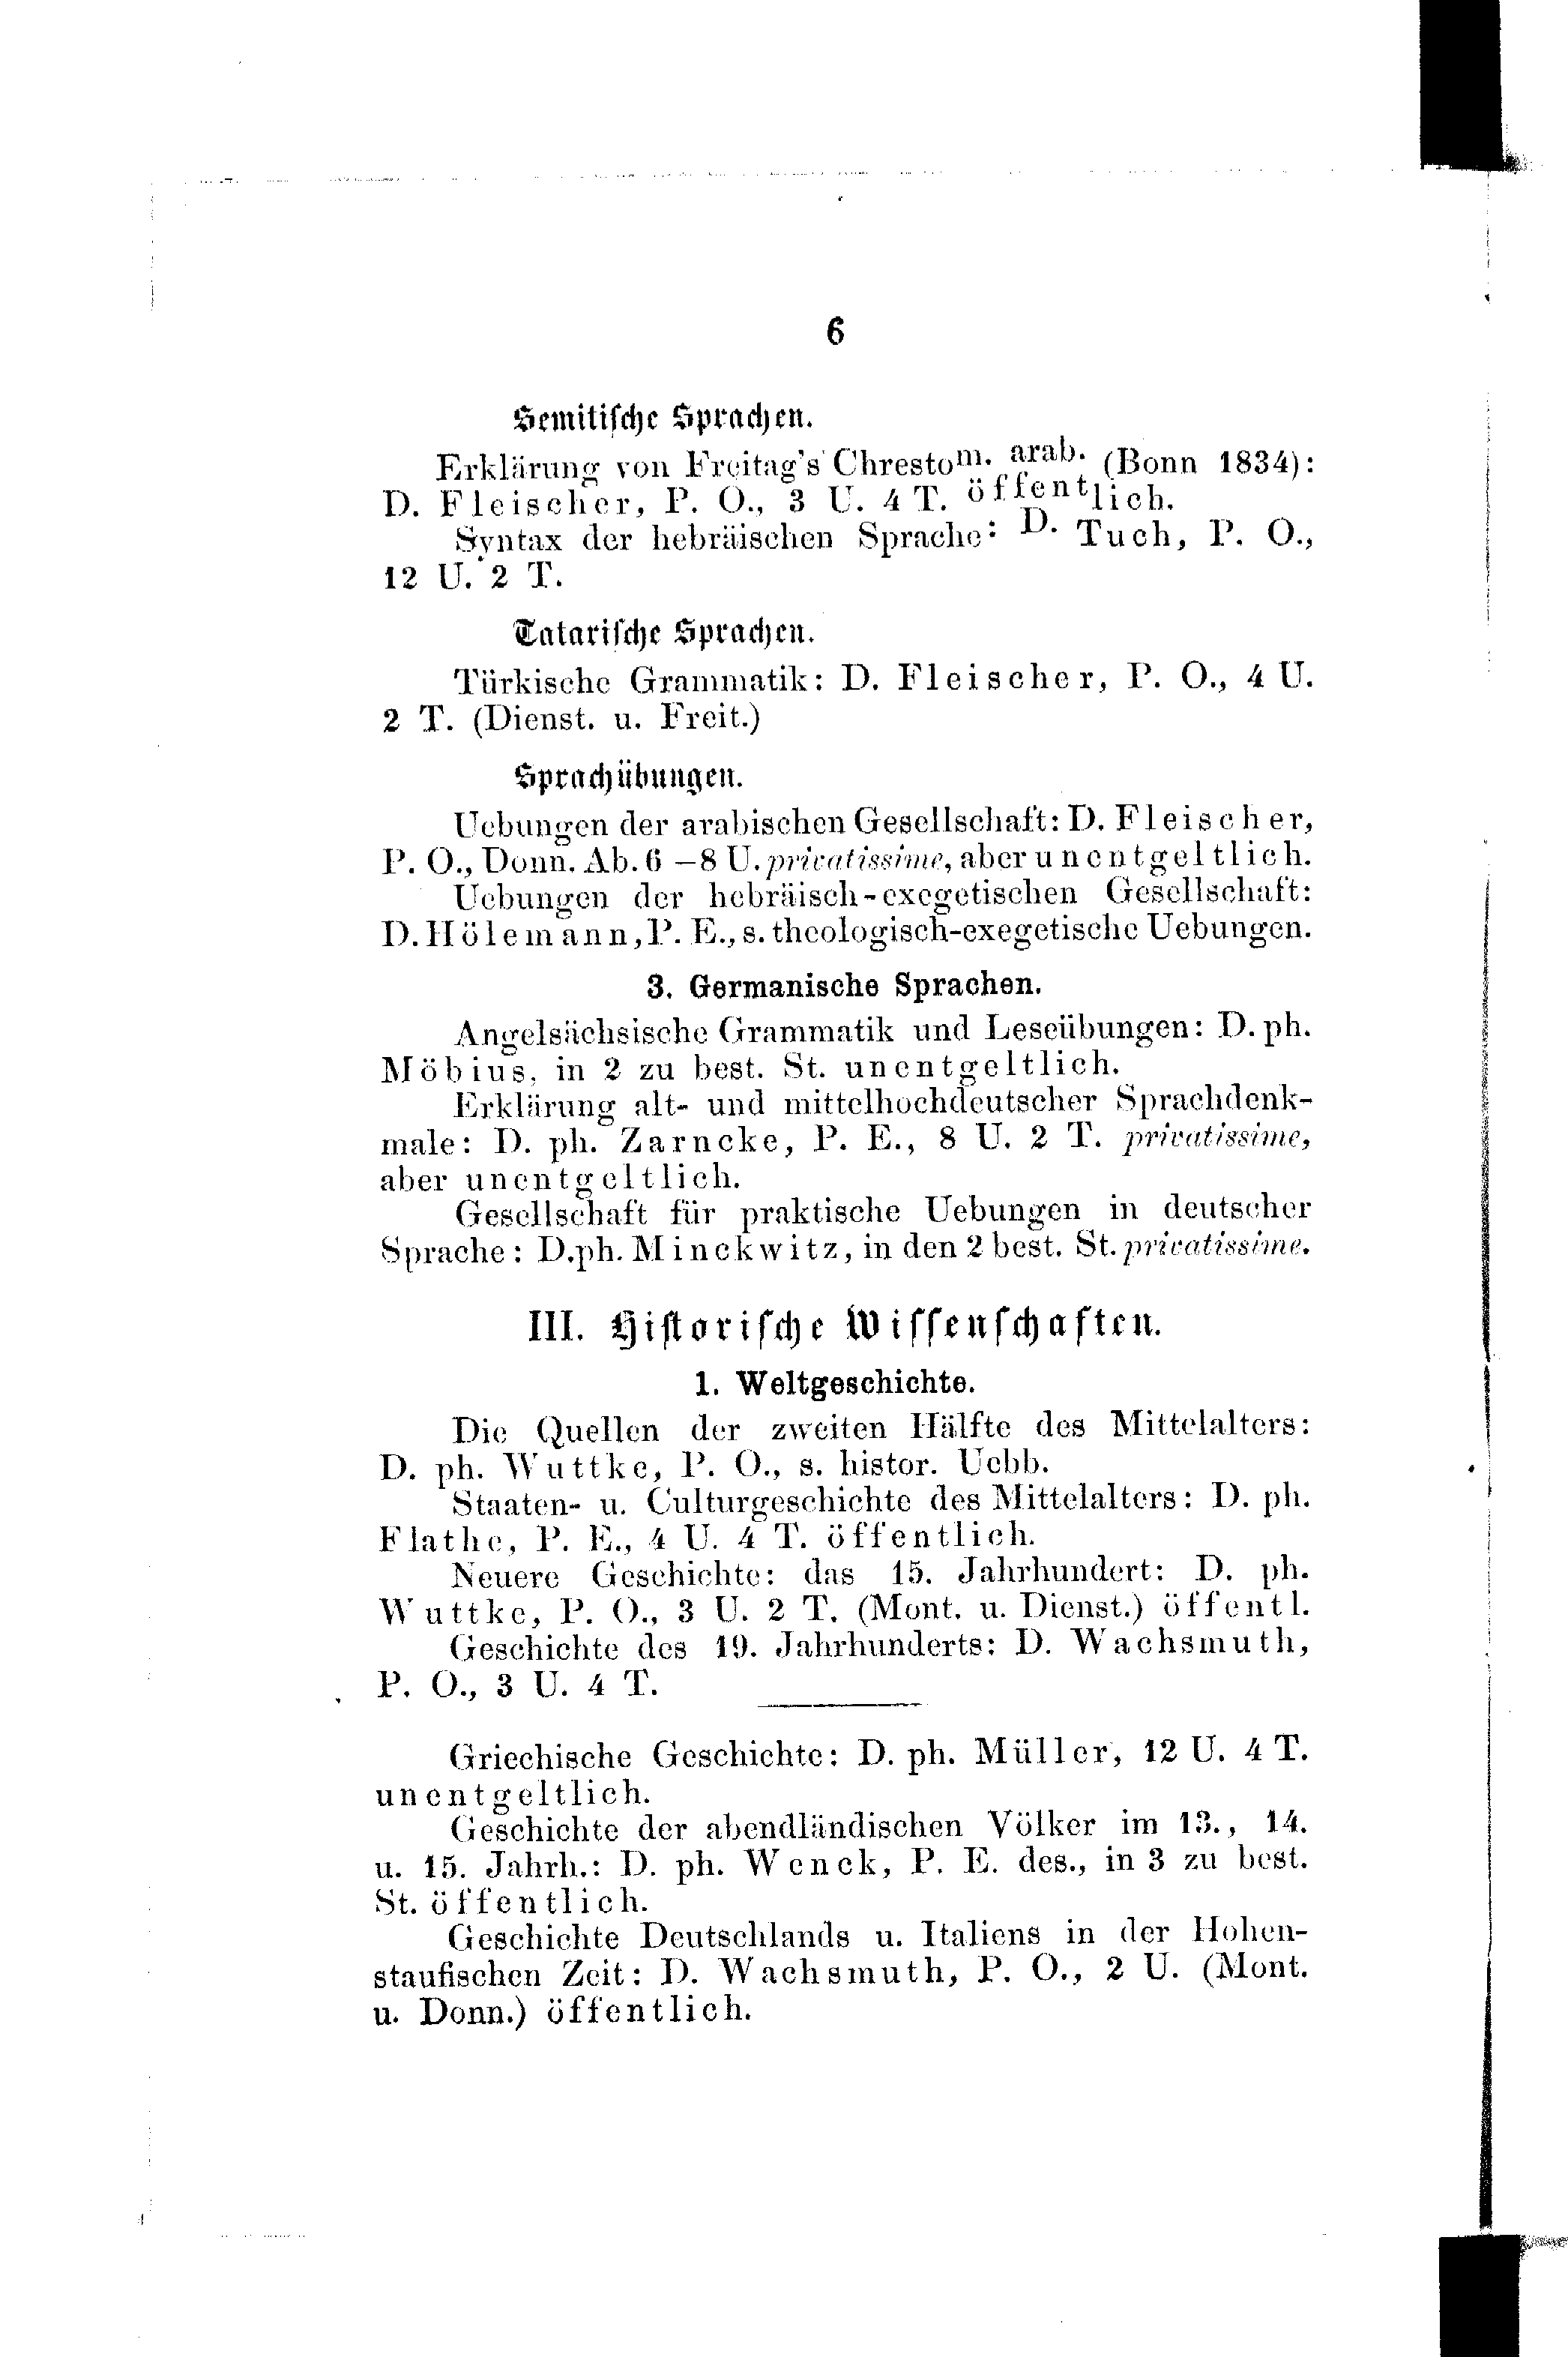 6
Semitische Sprachen.
Erklärung von Freitag's Chrestom. arab. (Bonn 1834):
D. Fleischer, P. O., 3 U. 4 T. öffentlich.
Syntax der hebräischen Sprache: D. Tuch, P. O.,
12 U. 2 T.
Tatarische Sprachen.
Türkische Grammatik: D. Fleischer, P. O., 4 U.
2 T. (Dienst. u. Freit.)
Sprachübungen.
Uebungen der arabischen Gesellschaft: D. Fleischer,
P. O., Donn. Ab. 6–8 U. privatissime, aber unentgeltlich.
Uebungen der hebräisch-exegetischen Gesellschaft:
D. Hölemann, P. E., s. theologisch-exegetische Uebungen.
3. Germanische Sprachen.
Angelsächsische Grammatik und Leseübungen: D. ph.
Möbius, in 2 zu best. St. unentgeltlich.
Erklärung alt- und mittelhochdeutscher Sprachdenk-
male: D. ph. Zarncke, P. E., 8 U. 2 T. privatissime,
aber unentgeltlich.
Gesellschaft für praktische Uebungen in deutscher
Sprache: D. ph. Minckwitz, in den 2 best. St. privatissime.
III. Historische Wissenschaften.
1. Weltgeschichte.
Die Quellen der zweiten Hälfte des Mittelalters:
D. ph. Wuttke, P. O., s. histor. Uebb.
Staaten- u. Culturgeschichte des Mittelalters: D. ph.
Flathe, P. E., 4 U. 4 T. öffentlich.
Neuere Geschichte: das 15. Jahrhundert: D. ph.
Wuttke, P. O., 3 U. 2 T. (Mont. u. Dienst.) öffentl.
Geschichte des 19. Jahrhunderts: D. Wachsmuth,
P. O., 3 U. 4 T.
Griechische Geschichte: D. ph. Müller, 12 U. 4 T.
unentgeltlich.
Geschichte der abendländischen Völker im 13., 14.
u. 15. Jahrh.: D. ph. Wenck, P. E. des., in 3 zu best.
St. öffentlich.
Geschichte Deutschlands u. Italiens in der Hohen-
staufischen Zeit: D. Wachsmuth, P. O., 2 U. (Mont.
u. Donn.) öffentlich.